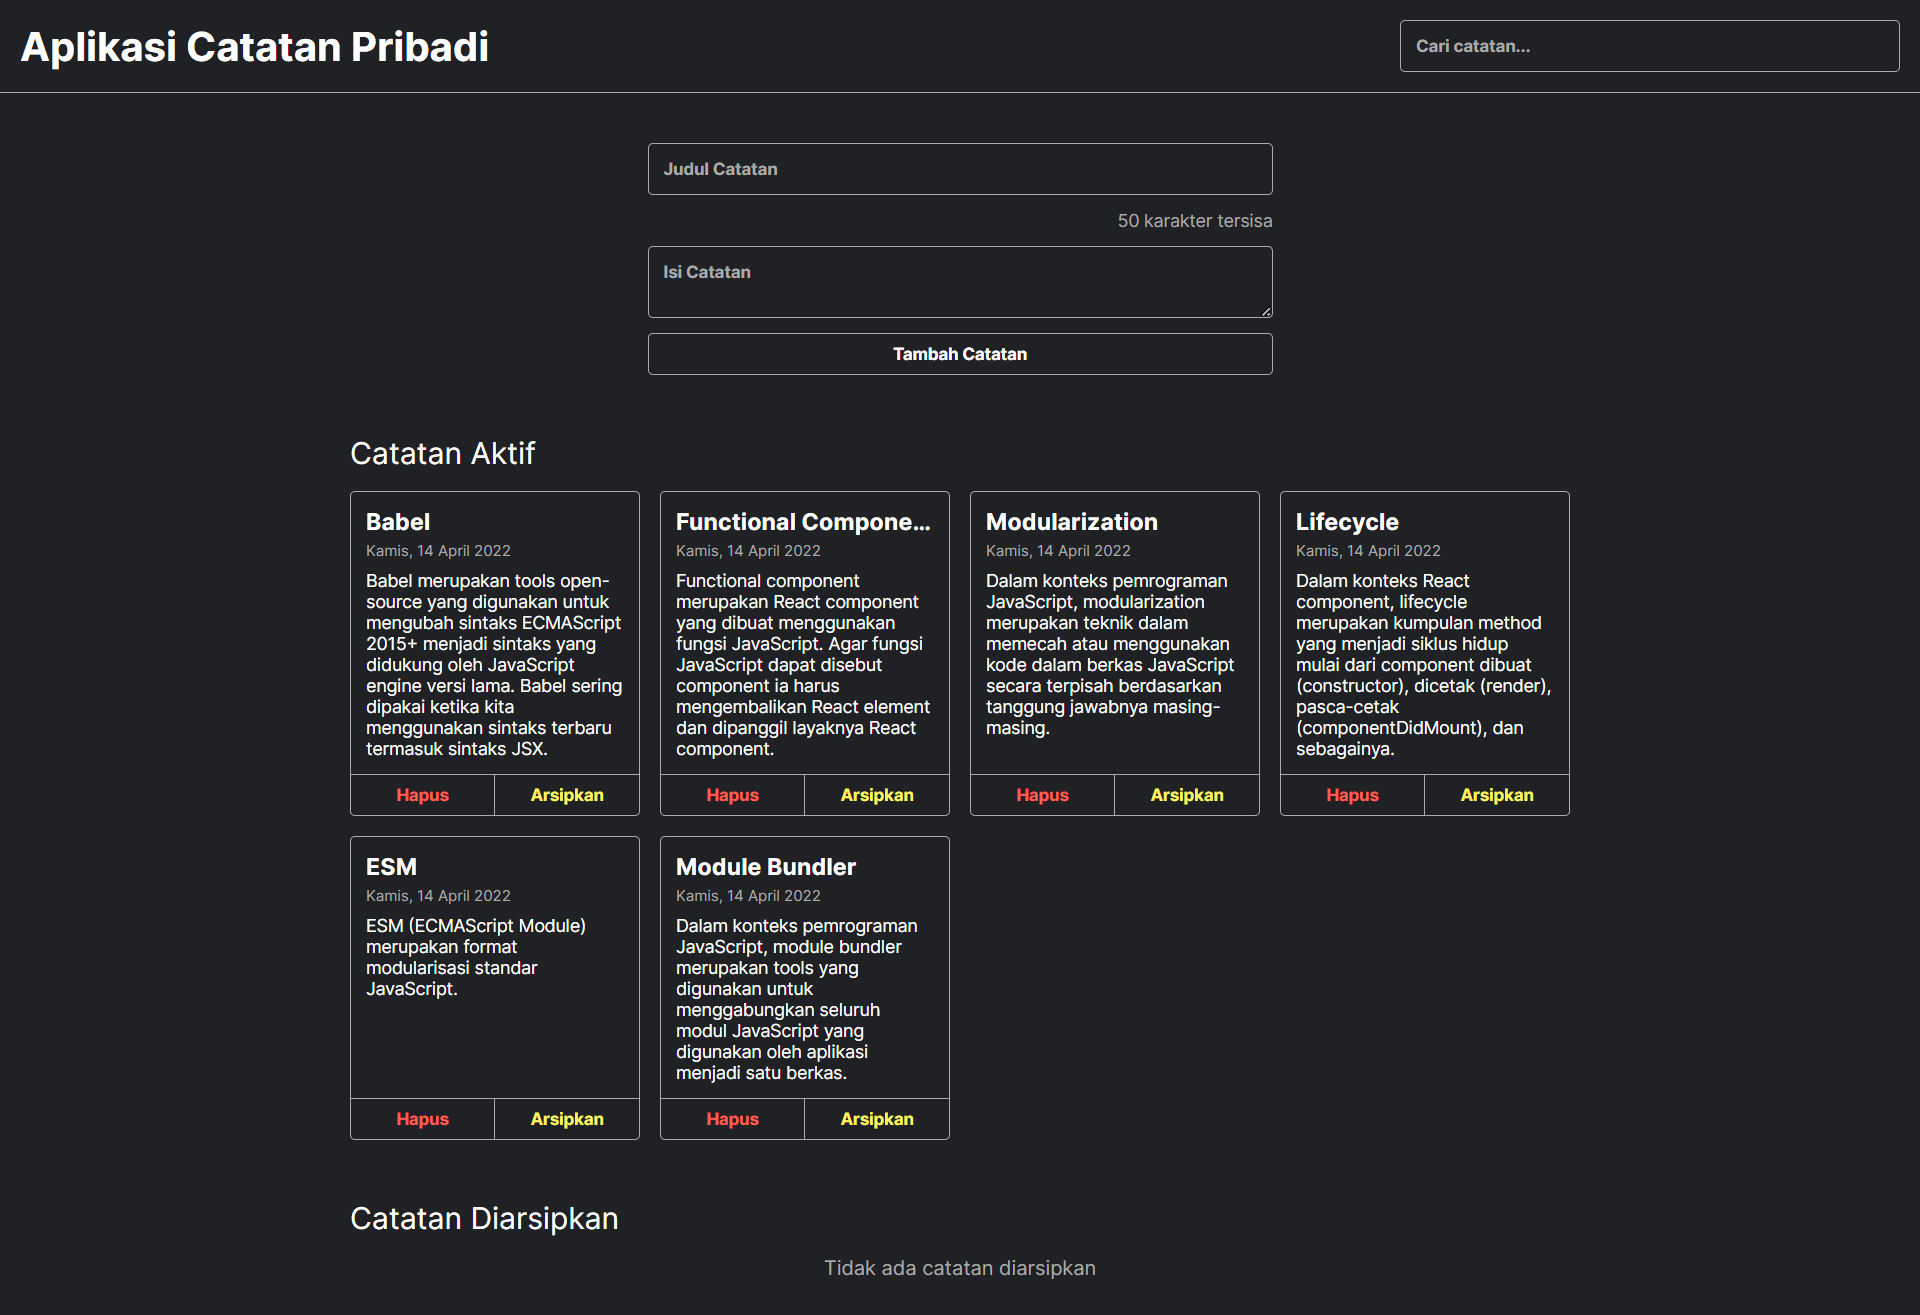 Aplikasi Catatan Pribadi
Cari catatan...
Judul Catatan
50 karakter tersisa
Isi Catatan
Tambah Catatan
Catatan Aktif
Babel
Kamis, 14 April 2022
Babel merupakan tools open-
source yang digunakan untuk
mengubah sintaks ECMAScript
2015+ menjadi sintaks yang
didukung oleh JavaScript
engine versi lama. Babel sering
dipakai ketika kita
menggunakan sintaks terbaru
termasuk sintaks JSX.
Hapus
Arsipkan
Functional Compone...
Kamis, 14 April 2022
Functional component
merupakan React component
yang dibuat menggunakan
fungsi JavaScript. Agar fungsi
JavaScript dapat disebut
component ia harus
mengembalikan React element
dan dipanggil layaknya React
component.
Hapus
Arsipkan
Modularization
Kamis, 14 April 2022
Dalam konteks pemrograman
JavaScript, modularization
merupakan teknik dalam
memecah atau menggunakan
kode dalam berkas JavaScript
secara terpisah berdasarkan
tanggung jawabnya masing-
masing.
Hapus
Arsipkan
Lifecycle
Kamis, 14 April 2022
Dalam konteks React
component, lifecycle
merupakan kumpulan method
yang menjadi siklus hidup
mulai dari component dibuat
(constructor), dicetak (render),
pasca-cetak
(componentDidMount), dan
sebagainya.
Hapus
Arsipkan
ESM
Kamis, 14 April 2022
ESM (ECMAScript Module)
merupakan format
modularisasi standar
JavaScript.
Hapus
Arsipkan
Module Bundler
Kamis, 14 April 2022
Dalam konteks pemrograman
JavaScript, module bundler
merupakan tools yang
digunakan untuk
menggabungkan seluruh
modul JavaScript yang
digunakan oleh aplikasi
menjadi satu berkas.
Hapus
Arsipkan
Catatan Diarsipkan
Tidak ada catatan diarsipkan